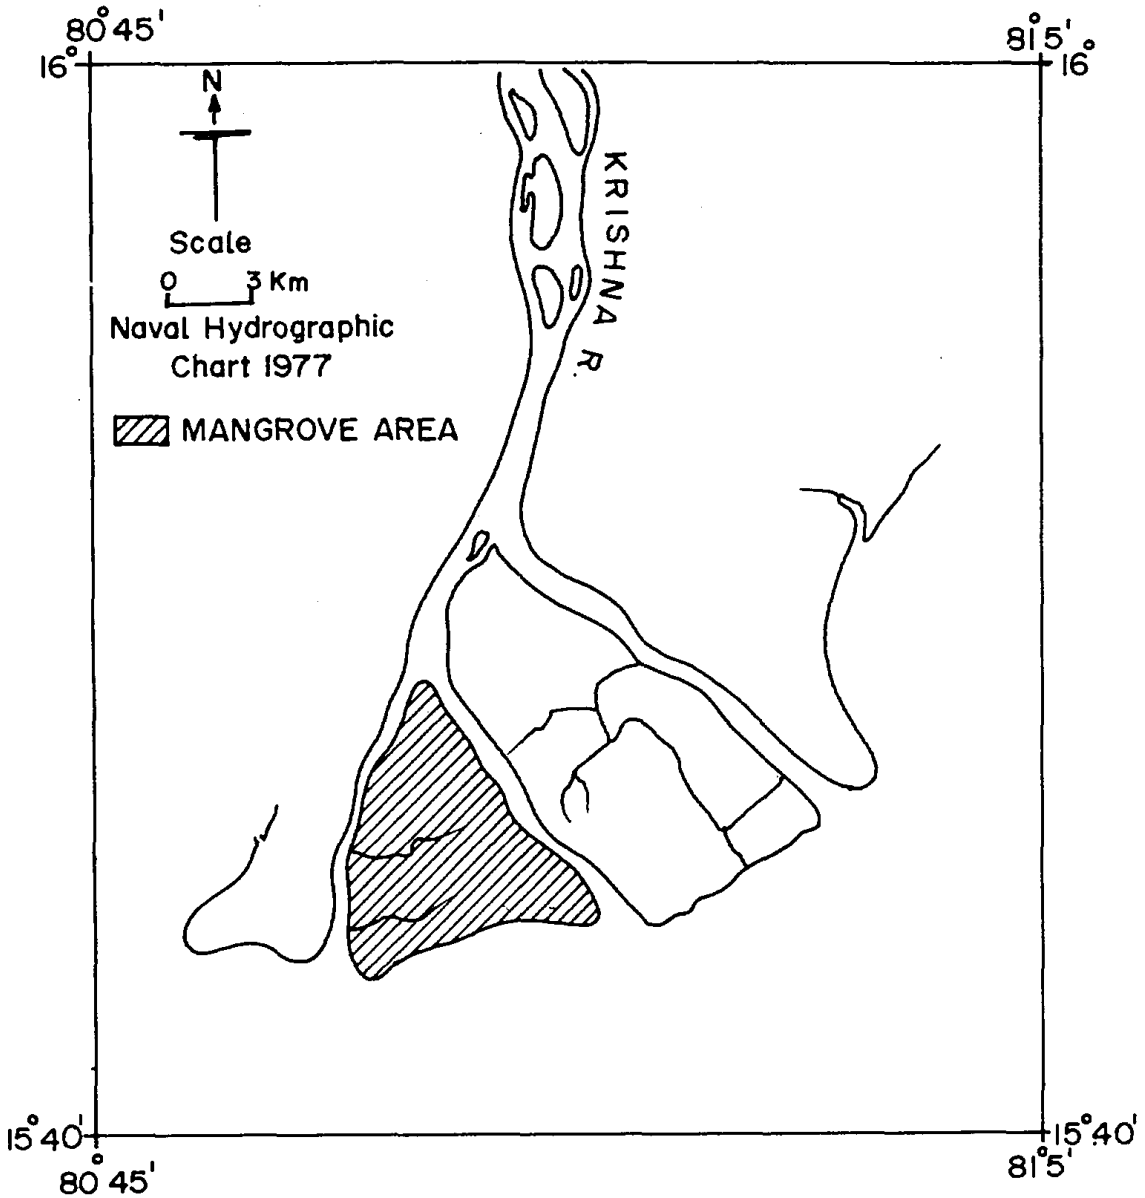 80°45'
81°5'
16°
16°
N
KRISHNA R.
Scale
0 3 Km
Naval Hydrographic
Chart 1977
MANGROVE AREA
15°40'
15°40'
80°45'
81°5'